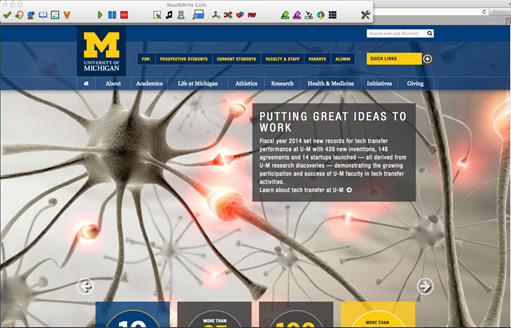 Read&Write Gold
Search web and directory
M
UNIVERSITY OF
MICHIGAN
FOR: PROSPECTIVE STUDENTS CURRENT STUDENTS FACULTY & STAFF PARENTS ALUMNI
QUICK LINKS
About Academics Life at Michigan Athletics Research Health & Medicine Initiatives Giving
PUTTING GREAT IDEAS TO
WORK
Fiscal year 2014 set new records for tech transfer
performance at U-M with 439 new inventions, 148
agreements and 14 startups launched — all derived from
U-M research discoveries — demonstrating the growing
participation and success of U-M faculty in tech transfer
activities.
Learn about tech transfer at U-M
MORE THAN
MORE THAN